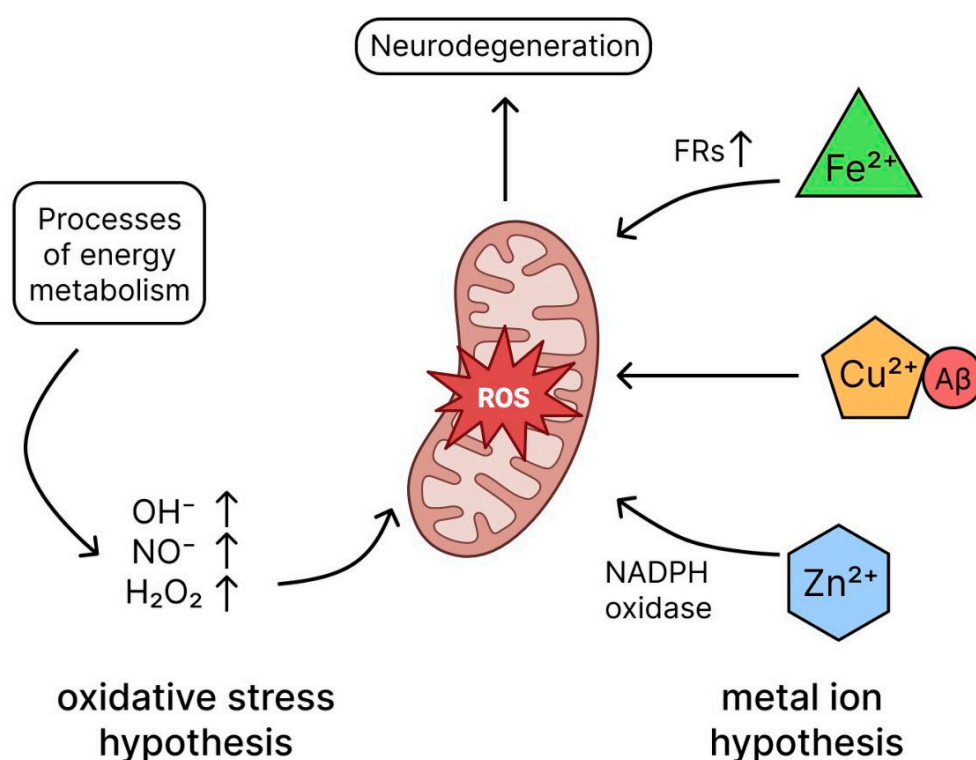 Neurodegeneration
FRs ↑
Fe²⁺
Processes
of energy
metabolism
ROS
Cu²⁺
Aβ
OH⁻ ↑
NO⁻ ↑
H₂O₂ ↑
NADPH
oxidase
Zn²⁺
oxidative stress
hypothesis
metal ion
hypothesis